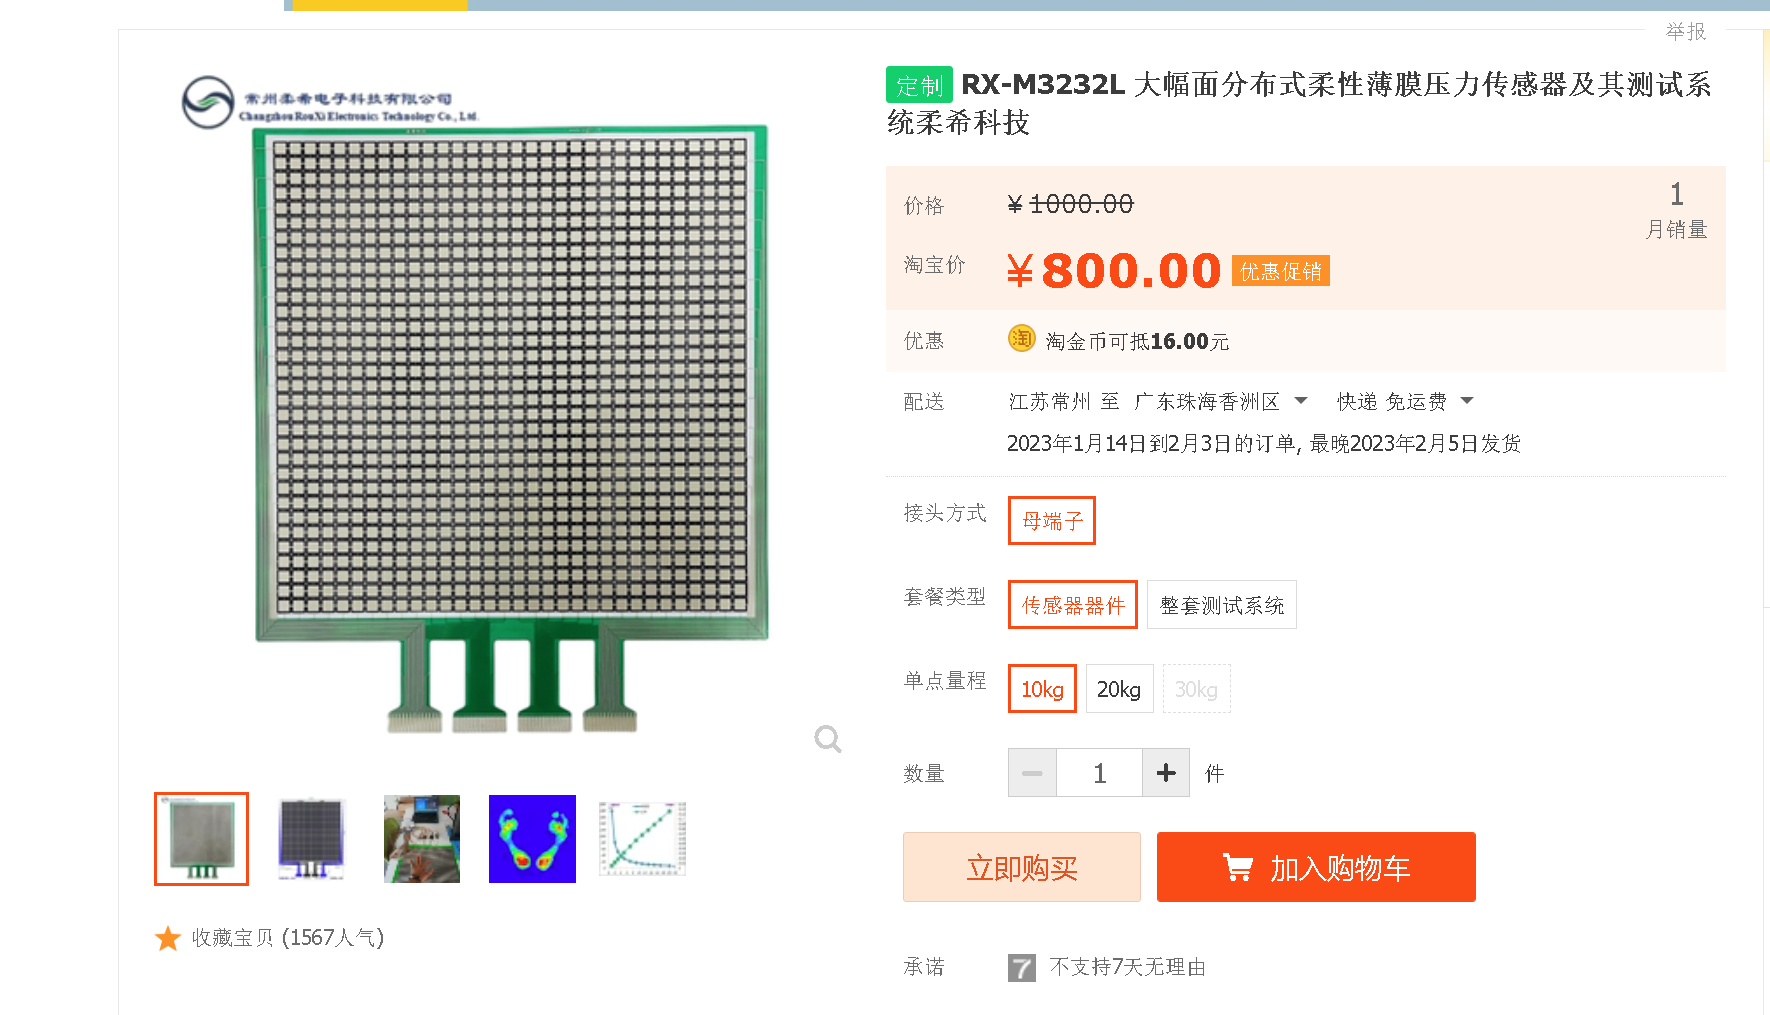 举报
常州柔希电子科技有限公司
Changzhou RouXi Electronics Technology Co., Ltd.
定制 RX-M3232L 大幅面分布式柔性薄膜压力传感器及其测试系
统柔希科技
价格 ¥ 1000.00
1
月销量
淘宝价 ¥ 800.00 优惠促销
优惠 淘 淘金币可抵16.00元
配送 江苏常州 至 广东珠海香洲区 快递 免运费
2023年1月14日到2月3日的订单, 最晚2023年2月5日发货
接头方式 母端子
套餐类型 传感器器件 整套测试系统
单点量程 10kg 20kg 30kg
数量 1 件
立即购买 加入购物车
收藏宝贝 (1567人气)
承诺 7 不支持7天无理由